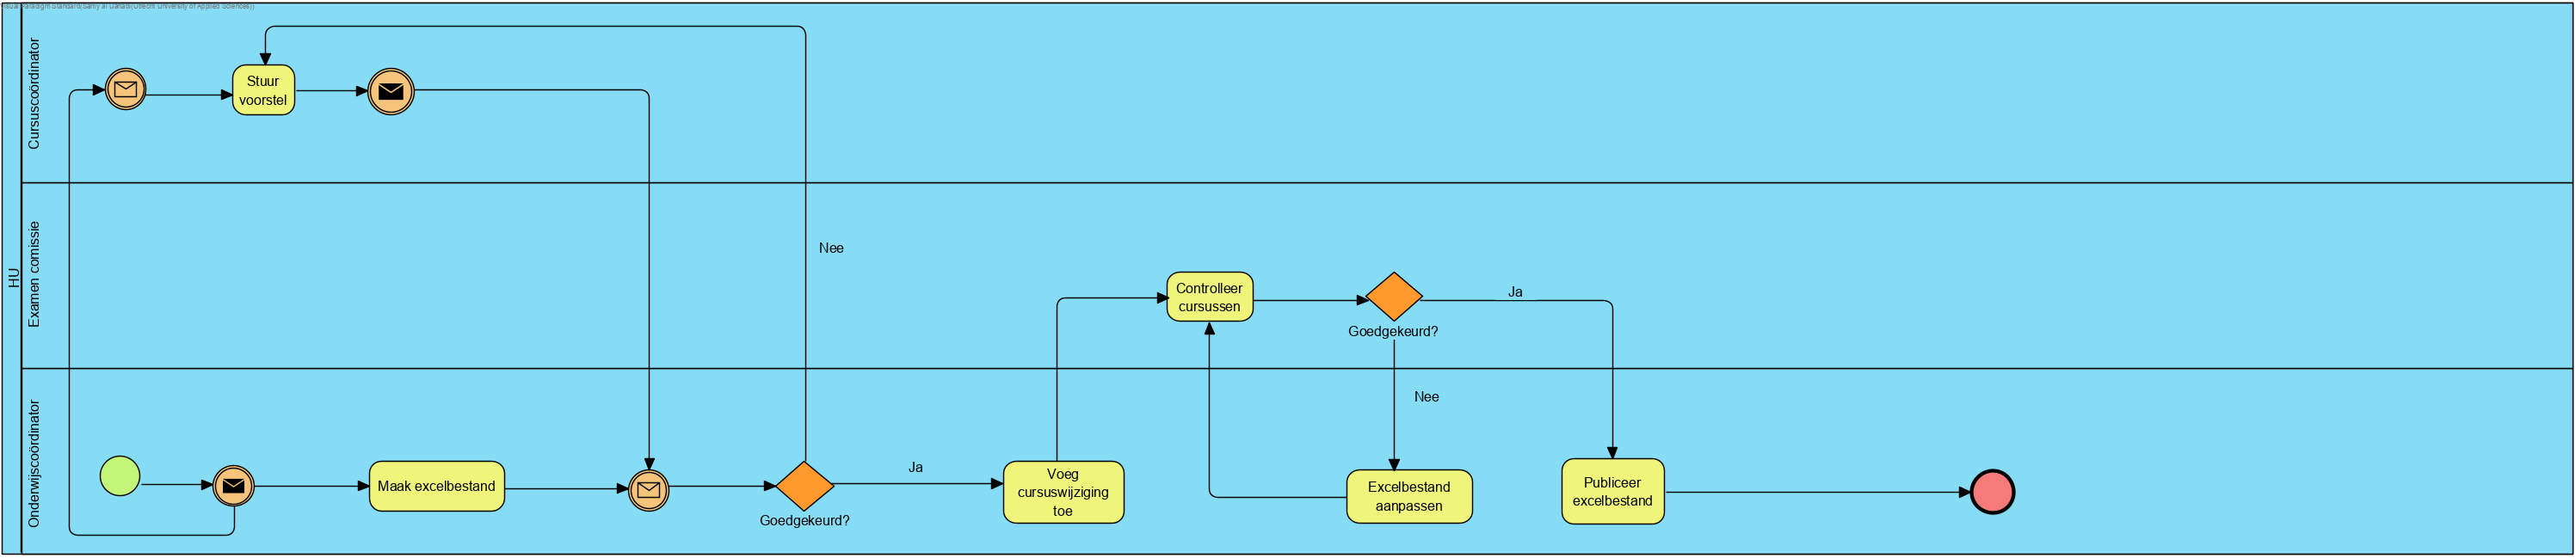 Visual Paradigm Standard(Samy al Dahabi(Utrecht University of Applied Sciences))
HU
Cursuscoördinator
Stuur
voorstel
Examen comissie
Nee
Controlleer
cursussen
Goedgekeurd?
Ja
Nee
Onderwijscoördinator
Maak excelbestand
Goedgekeurd?
Ja
Voeg
cursuswijziging
toe
Excelbestand
aanpassen
Publiceer
excelbestand